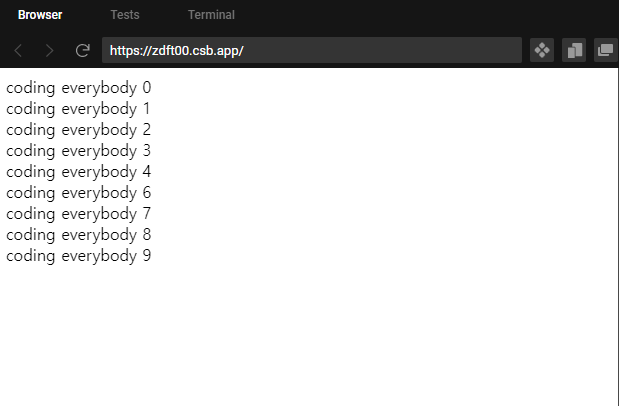 Browser Tests Terminal
https://zdft00.csb.app/
coding everybody 0
coding everybody 1
coding everybody 2
coding everybody 3
coding everybody 4
coding everybody 6
coding everybody 7
coding everybody 8
coding everybody 9